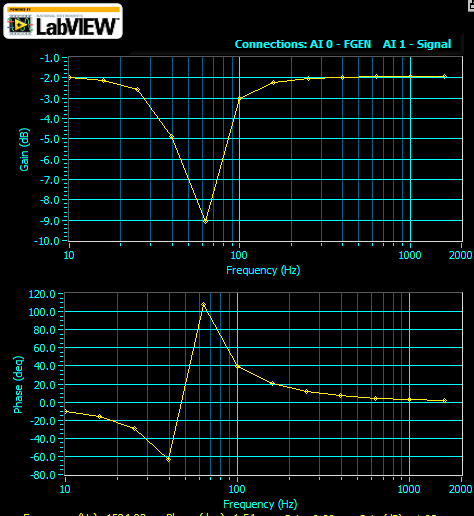 POWERED BY
LabVIEW™
Connections: AI 0 - FGEN AI 1 - Signal
-1.0
-2.0
-3.0
-4.0
-5.0
-6.0
-7.0
-8.0
-9.0
-10.0
Gain (dB)
10 100 1000 2000
Frequency (Hz)
120.0
100.0
80.0
60.0
40.0
20.0
0.0
-20.0
-40.0
-60.0
-80.0
Phase (deg)
10 100 1000 2000
Frequency (Hz)